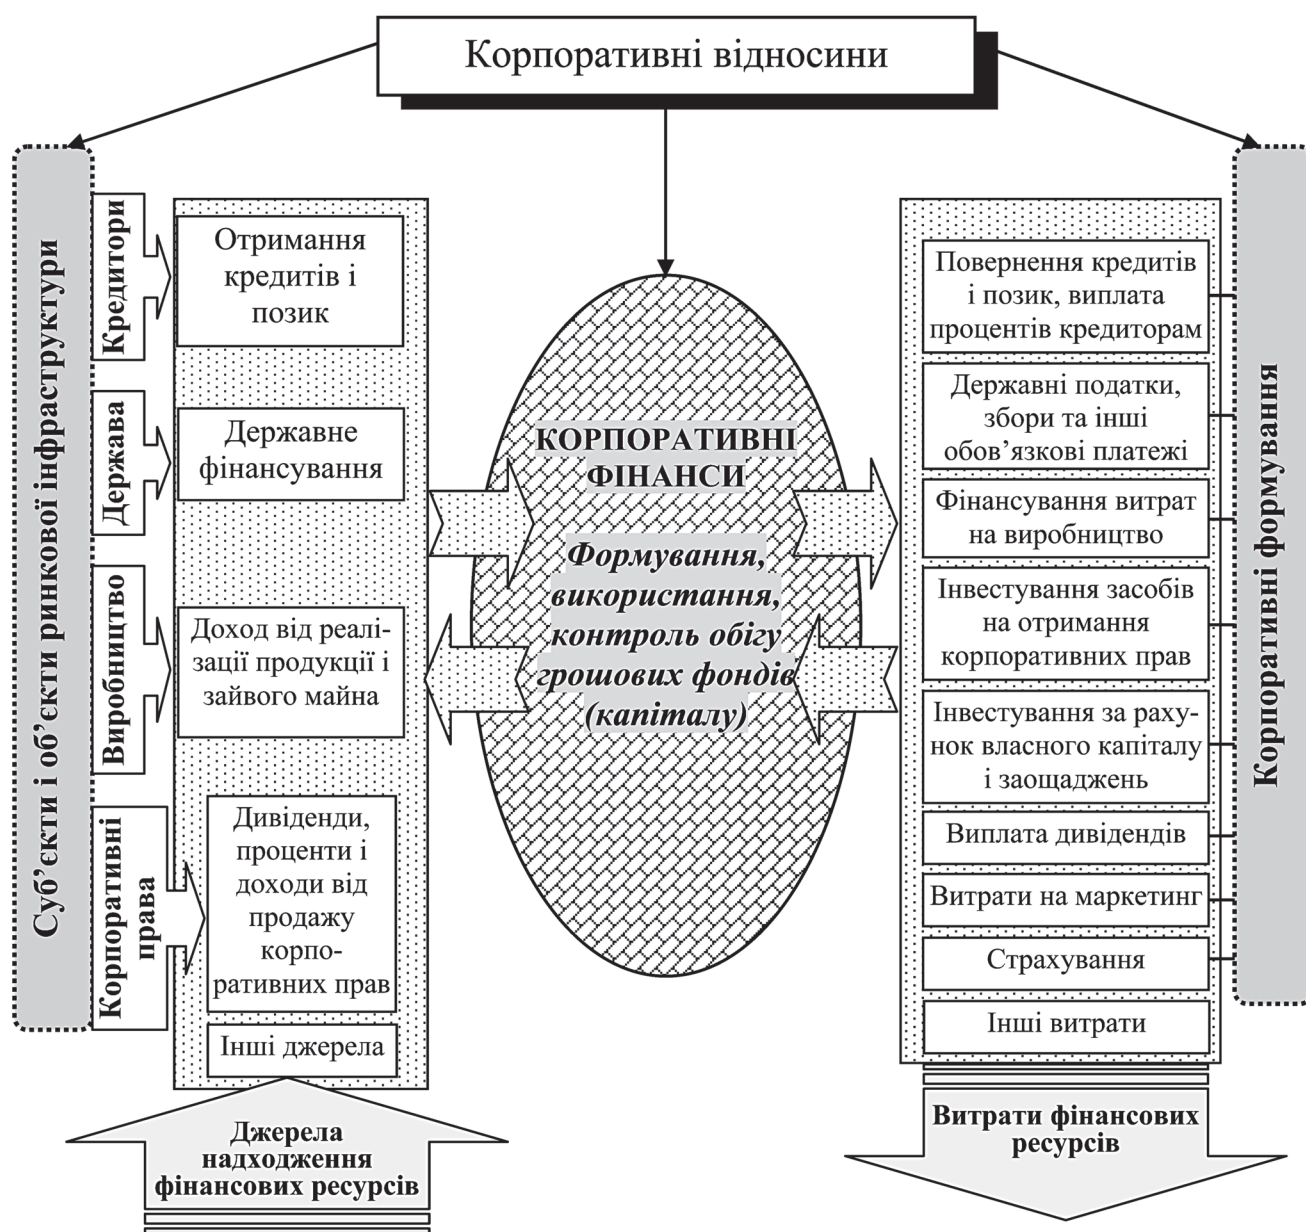 Корпоративні відносини
Суб’єкти і об’єкти ринкової інфраструктури
Кредитори
Отримання
кредитів і
позик
Держава
Державне
фінансування
Виробництво
Доход від реалі-
зації продукції і
зайвого майна
Корпоративні
права
Дивіденди,
проценти і
доходи від
продажу
корпо-
ративних прав
Інші джерела
Джерела
надходження
фінансових ресурсів
КОРПОРАТИВНІ
ФІНАНСИ
Формування,
використання,
контроль обігу
грошових фондів
(капіталу)
Повернення кредитів
і позик, виплата
процентів кредиторам
Державні податки,
збори та інші
обов’язкові платежі
Фінансування витрат
на виробництво
Інвестування засобів
на отримання
корпоративних прав
Інвестування за раху-
нок власного капіталу
і заощаджень
Виплата дивідендів
Витрати на маркетинг
Страхування
Інші витрати
Корпоративні формування
Витрати фінансових
ресурсів